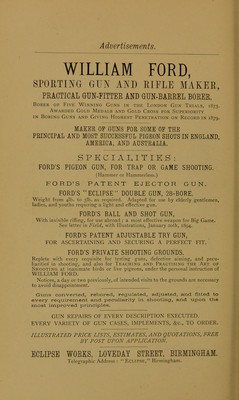 Advertisements.
WILLIAM FORD,
SPORTING GUN AND RIFLE MAKER,
PRACTICAL GUN-FITTER AND GUN-BARREL BORER.
Borer of Five Winning Guns in the London Gun Trials, 1875.
Awarded Gold Medals and Gold Cross for Superiority
in Boring Guns and Giving Highest Penetration on Record in 1879.
MAKER OF GUNS FOR SOME OF THE
PRINCIPAL AND MOST SUCCESSFUL PIGEON SHOTS IN ENGLAND,
AMERICA, AND AUSTRALIA.
SPECIALITIES:
FORD'S PIGEON GUN, FOR TRAP OR GAME SHOOTING.
(Hammer or Hammerless.)
FORD'S PATENT EJECTOR GUN.
FORD'S "ECLIPSE" DOUBLE GUN, 28-BORE.
Weight from 4lb. to 5lb. as required. Adapted for use by elderly gentlemen,
ladies, and youths requiring a light and effective gun.
FORD'S BALL AND SHOT GUN,
With invisible rifling; for use abroad; a most effective weapon for Big Game.
See letter in Field, with Illustration, January 20th, 1894.
FORD'S PATENT ADJUSTABLE TRY GUN,
FOR ASCERTAINING AND SECURING A PERFECT FIT.
FORD'S PRIVATE SHOOTING GROUNDS.
Replete with every requisite for testing guns, defective aiming, and pecu-
liarities in shooting, and also for Teaching and Practising the Art of
Shooting at inanimate birds or live pigeons, under the personal instruction of
WILLIAM FORD.
Notices, a day or two previously, of intended visits to the grounds are necessary
to avoid disappointment.
Guns converted, rebored, regulated, adjusted, and fitted to
every requirement and peculiarity in shooting, and upon the
most improved principles.
GUN REPAIRS OF EVERY DESCRIPTION EXECUTED.
EVERY VARIETY OF GUN CASES, IMPLEMENTS, &c., TO ORDER.
ILLUSTRATED PRICE LISTS, ESTIMATES, AND QUOTATIONS, FREE
BY POST UPON APPLICATION.
ECLIPSE WORKS, LOVEDAY STREET, BIRMINGHAM.
Telegraphic Address: "Eclipse," Birmingham.